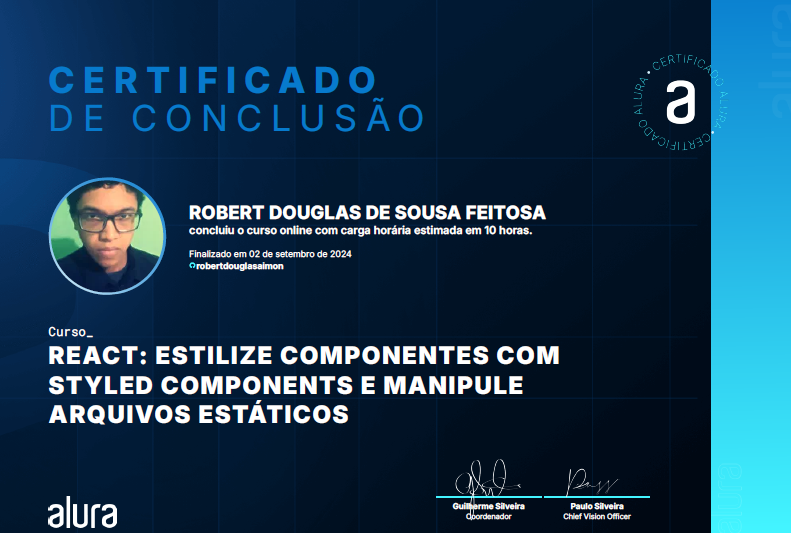 CERTIFICADO
DE CONCLUSÃO
CERTIFICADO ALURA • CERTIFICADO ALURA •
a
ROBERT DOUGLAS DE SOUSA FEITOSA
concluiu o curso online com carga horária estimada em 10 horas.
Finalizado em 02 de setembro de 2024
robertdouglasaimon
Curso_
REACT: ESTILIZE COMPONENTES COM
STYLED COMPONENTS E MANIPULE
ARQUIVOS ESTÁTICOS
Guilherme Silveira
Coordenador
Paulo Silveira
Chief Vision Officer
alura
alura
alura